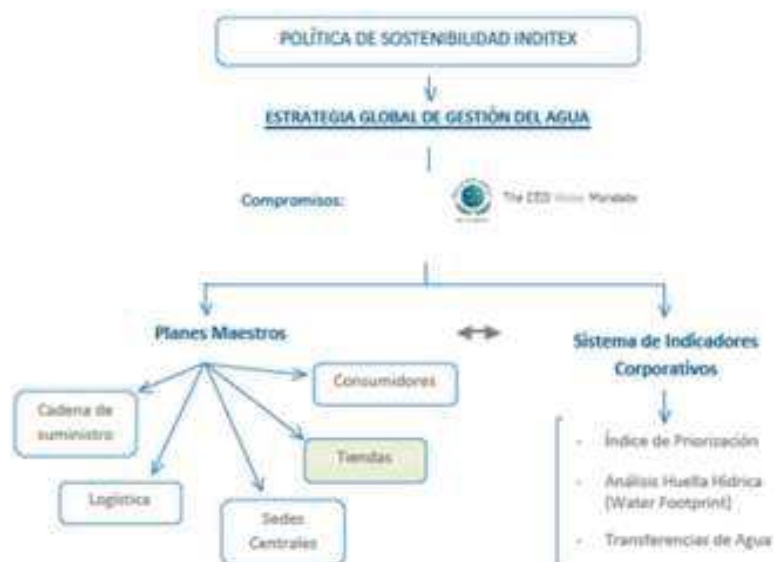 POLÍTICA DE SOSTENIBILIDAD INDITEX
ESTRATEGIA GLOBAL DE GESTIÓN DEL AGUA
Compromisos:
The CEO Water Mandate
Planes Maestros
Sistema de Indicadores
Corporativos
Consumidores
Cadena de
suministro
Tiendas
Logística
Sedes
Centrales
- Índice de Priorización
- Análisis Huella Hídrica
(Water Footprint)
- Transferencias de Agua